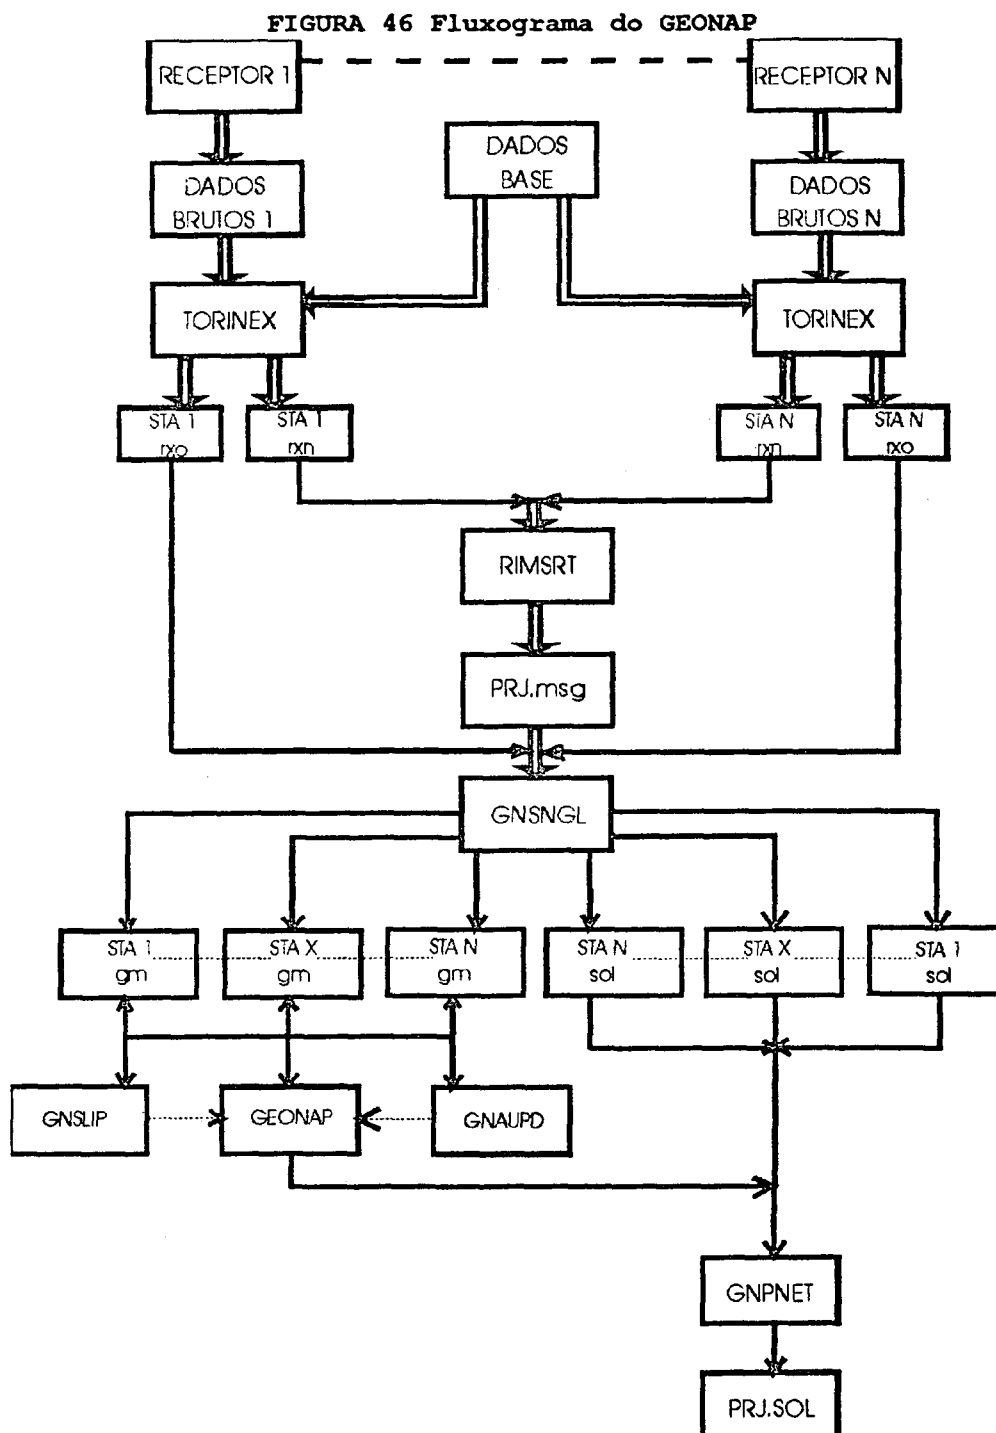 FIGURA 46 Fluxograma do GEONAP
RECEPTOR 1
RECEPTOR N
DADOS
BASE
DADOS
BRUTOS 1
DADOS
BRUTOS N
TORINEX
TORINEX
STA 1
rxo
STA 1
rxn
STA N
rxn
STA N
rxo
RIMSRT
PRJ.msg
GNSNGL
STA 1
gm
STA X
gm
STA N
gm
STA N
sol
STA X
sol
STA 1
sol
GNSLIP
GEONAP
GNAUPD
GNPNET
PRJ.SOL